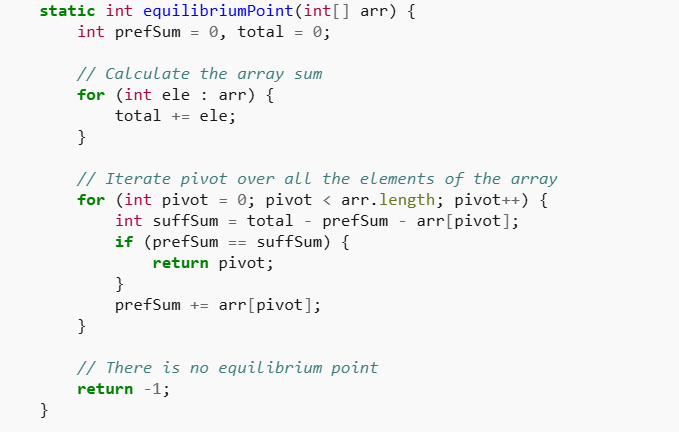 static int equilibriumPoint(int[] arr) {
    int prefSum = 0, total = 0;

    // Calculate the array sum
    for (int ele : arr) {
        total += ele;
    }

    // Iterate pivot over all the elements of the array
    for (int pivot = 0; pivot < arr.length; pivot++) {
        int suffSum = total - prefSum - arr[pivot];
        if (prefSum == suffSum) {
            return pivot;
        }
        prefSum += arr[pivot];
    }

    // There is no equilibrium point
    return -1;
}